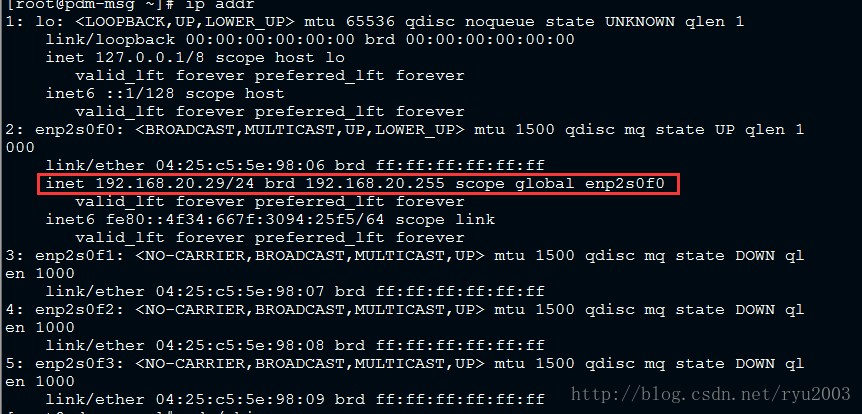 [root@pdm-msg ~]# ip addr
1: lo: <LOOPBACK,UP,LOWER_UP> mtu 65536 qdisc noqueue state UNKNOWN qlen 1
link/loopback 00:00:00:00:00:00 brd 00:00:00:00:00:00
inet 127.0.0.1/8 scope host lo
valid_lft forever preferred_lft forever
inet6 ::1/128 scope host
valid_lft forever preferred_lft forever
2: enp2s0f0: <BROADCAST,MULTICAST,UP,LOWER_UP> mtu 1500 qdisc mq state UP qlen 1
000
link/ether 04:25:c5:5e:98:06 brd ff:ff:ff:ff:ff:ff
inet 192.168.20.29/24 brd 192.168.20.255 scope global enp2s0f0
valid_lft forever preferred_lft forever
inet6 fe80::4f34:667f:3094:25f5/64 scope link
valid_lft forever preferred_lft forever
3: enp2s0f1: <NO-CARRIER,BROADCAST,MULTICAST,UP> mtu 1500 qdisc mq state DOWN ql
en 1000
link/ether 04:25:c5:5e:98:07 brd ff:ff:ff:ff:ff:ff
4: enp2s0f2: <NO-CARRIER,BROADCAST,MULTICAST,UP> mtu 1500 qdisc mq state DOWN ql
en 1000
link/ether 04:25:c5:5e:98:08 brd ff:ff:ff:ff:ff:ff
5: enp2s0f3: <NO-CARRIER,BROADCAST,MULTICAST,UP> mtu 1500 qdisc mq state DOWN ql
en 1000
link/ether 04:25:c5:5e:98:09 brd ff:ff:ff:ff:ff:ff
http://blog.csdn.net/ryu2003